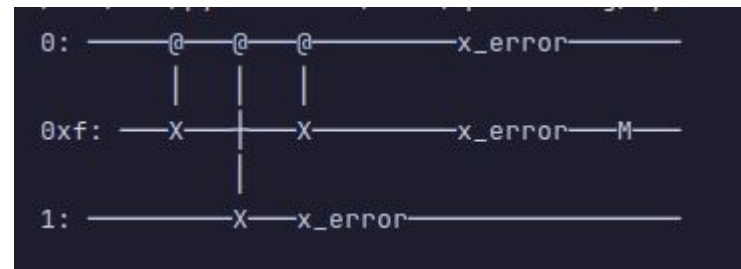 0: ———@———@———@—————————x_error———————
│ │ │
0xf: ———X———┼———X—————————x_error———M———
│
1: —————————X———x_error————————————————